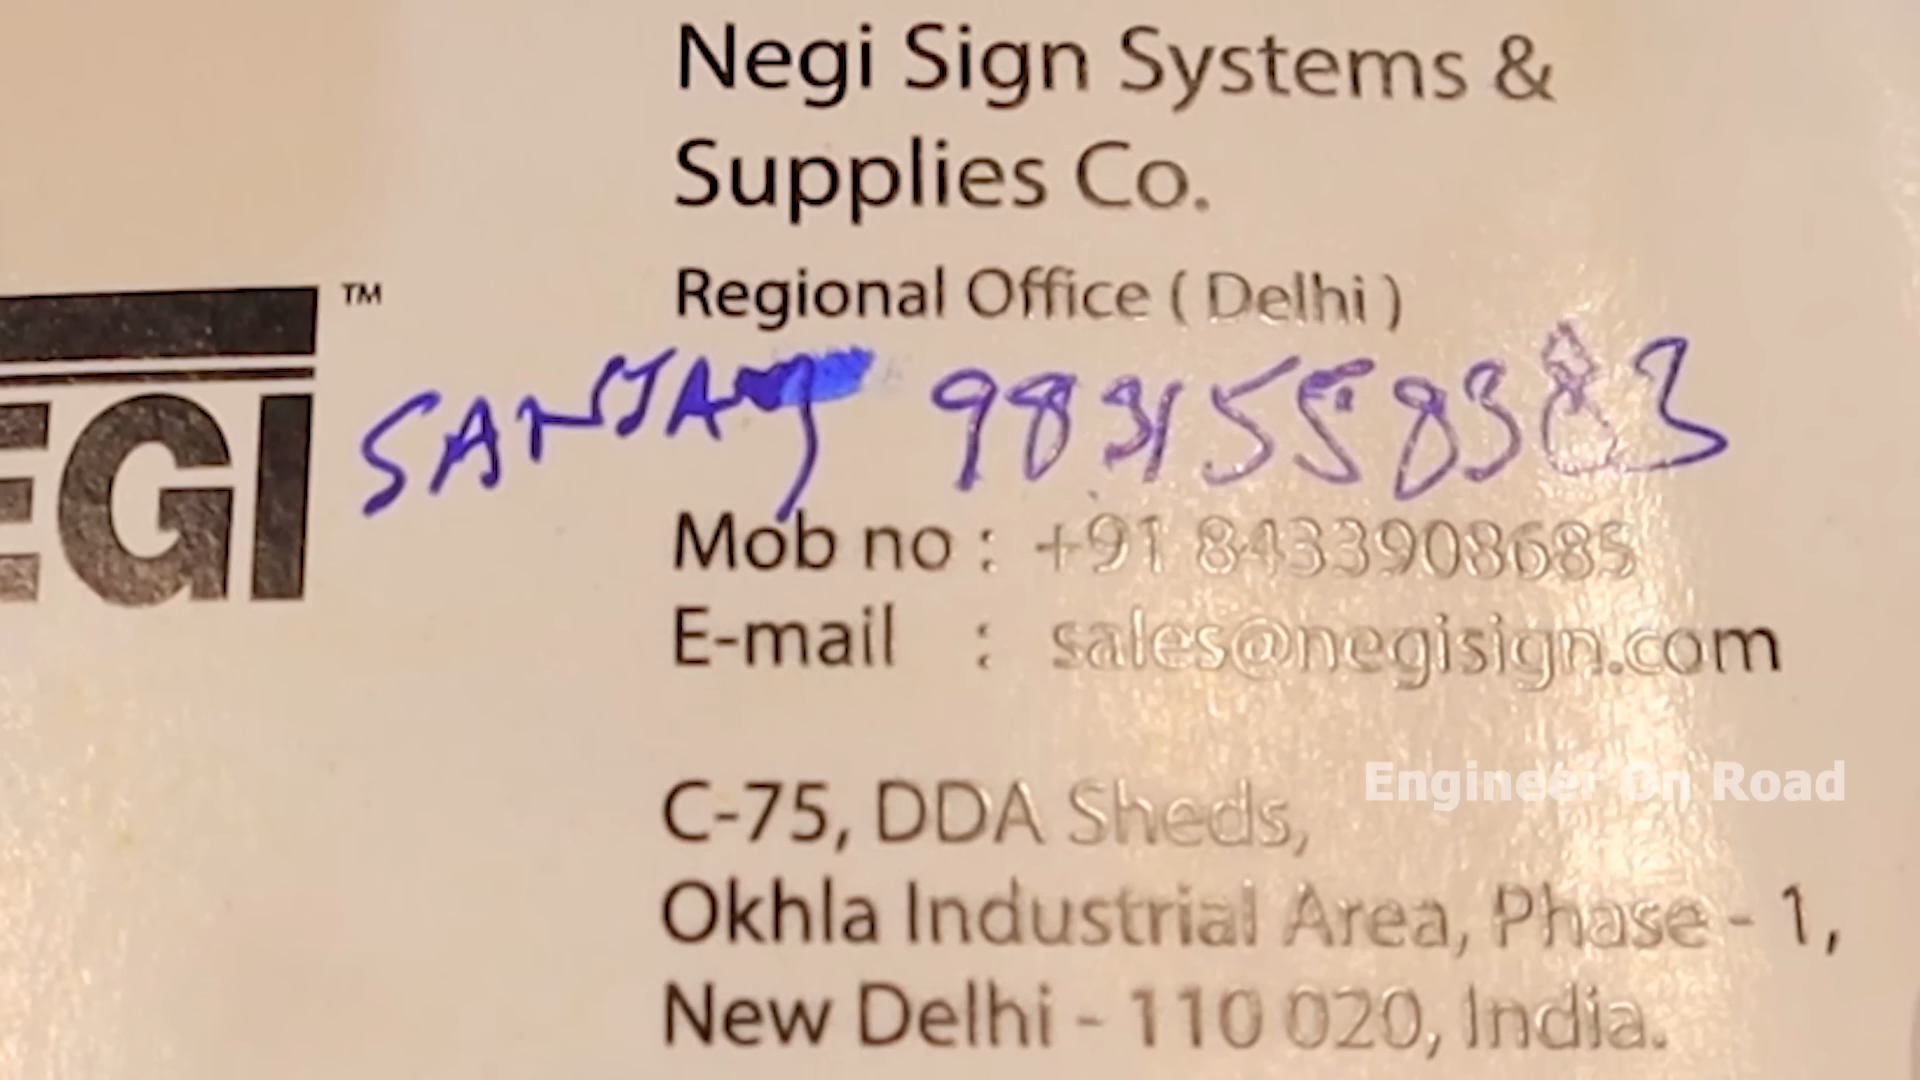 Negi Sign Systems &
Supplies Co.
Regional Office ( Delhi )
TM
EGI
SANJAY
Mob no : +91 8433908685
E-mail : sales@negisign.com
Engineer On Road
C-75, DDA Sheds,
Okhla Industrial Area, Phase - 1,
New Delhi - 110 020, India.